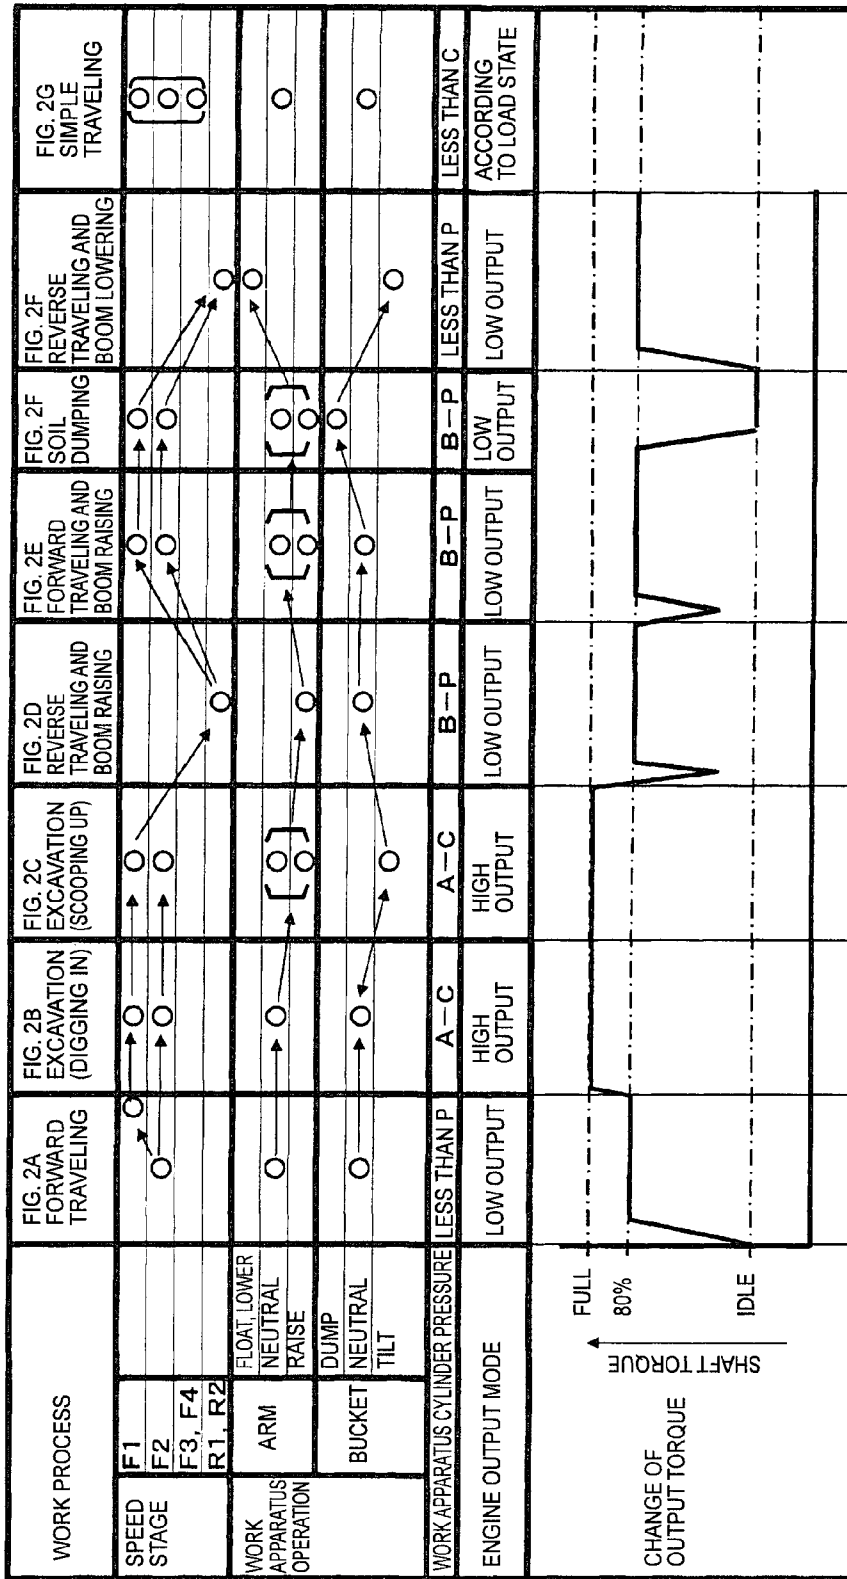 WORK PROCESS
FIG. 2A
FORWARD
TRAVELING
FIG. 2B
EXCAVATION
(DIGGING IN)
FIG. 2C
EXCAVATION
(SCOOPING UP)
FIG. 2D
REVERSE
TRAVELING AND
BOOM RAISING
FIG. 2E
FORWARD
TRAVELING AND
BOOM RAISING
FIG. 2F
SOIL
DUMPING
FIG. 2F
REVERSE
TRAVELING AND
BOOM LOWERING
FIG. 2G
SIMPLE
TRAVELING
SPEED
STAGE
F1
F2
F3, F4
R1, R2
WORK
APPARATUS
OPERATION
ARM
FLOAT, LOWER
NEUTRAL
RAISE
BUCKET
DUMP
NEUTRAL
TILT
WORK APPARATUS CYLINDER PRESSURE
LESS THAN P
A–C
A–C
B–P
B–P
B–P
LESS THAN P
LESS THAN C
ENGINE OUTPUT MODE
LOW OUTPUT
HIGH
OUTPUT
HIGH
OUTPUT
LOW OUTPUT
LOW OUTPUT
LOW
OUTPUT
LOW OUTPUT
ACCORDING
TO LOAD STATE
CHANGE OF
OUTPUT TORQUE
SHAFT TORQUE
FULL
80%
IDLE